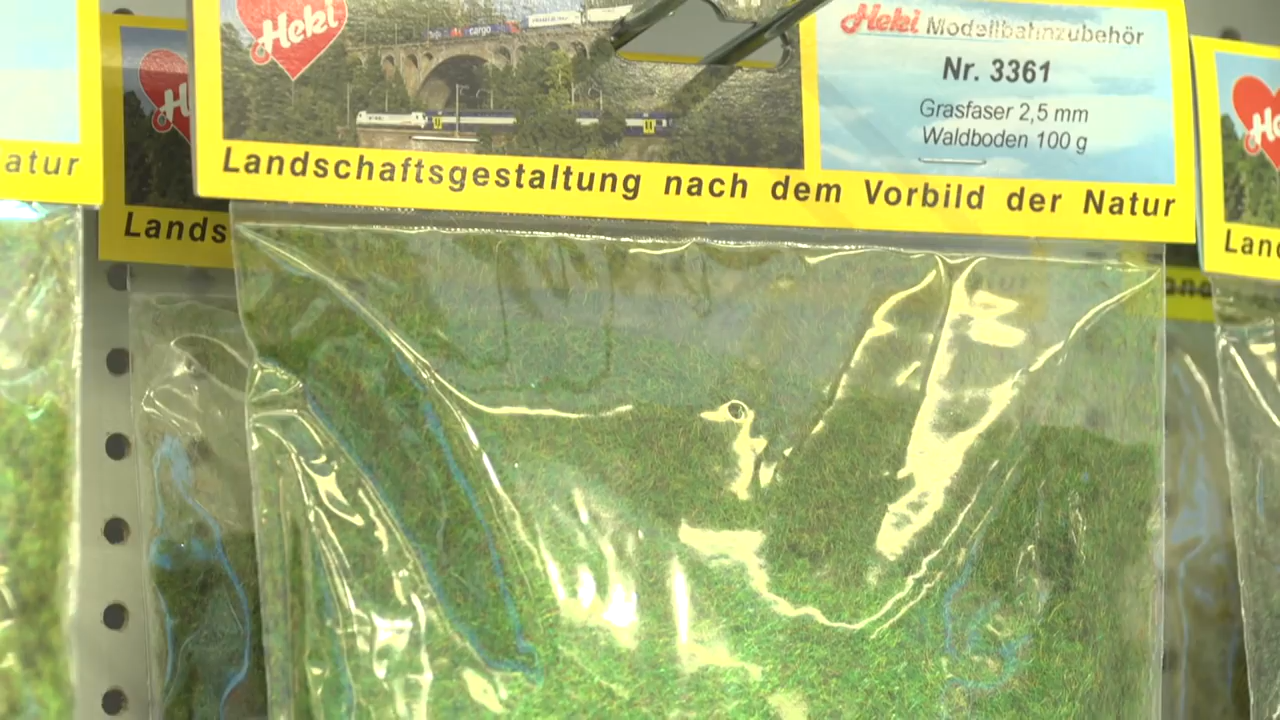 Heki
cargo
Heki Modellbahnzubehör
Nr. 3361
Grasfaser 2,5 mm
Waldboden 100 g
Landschaftsgestaltung nach dem Vorbild der Natur
atur
Lands
Land